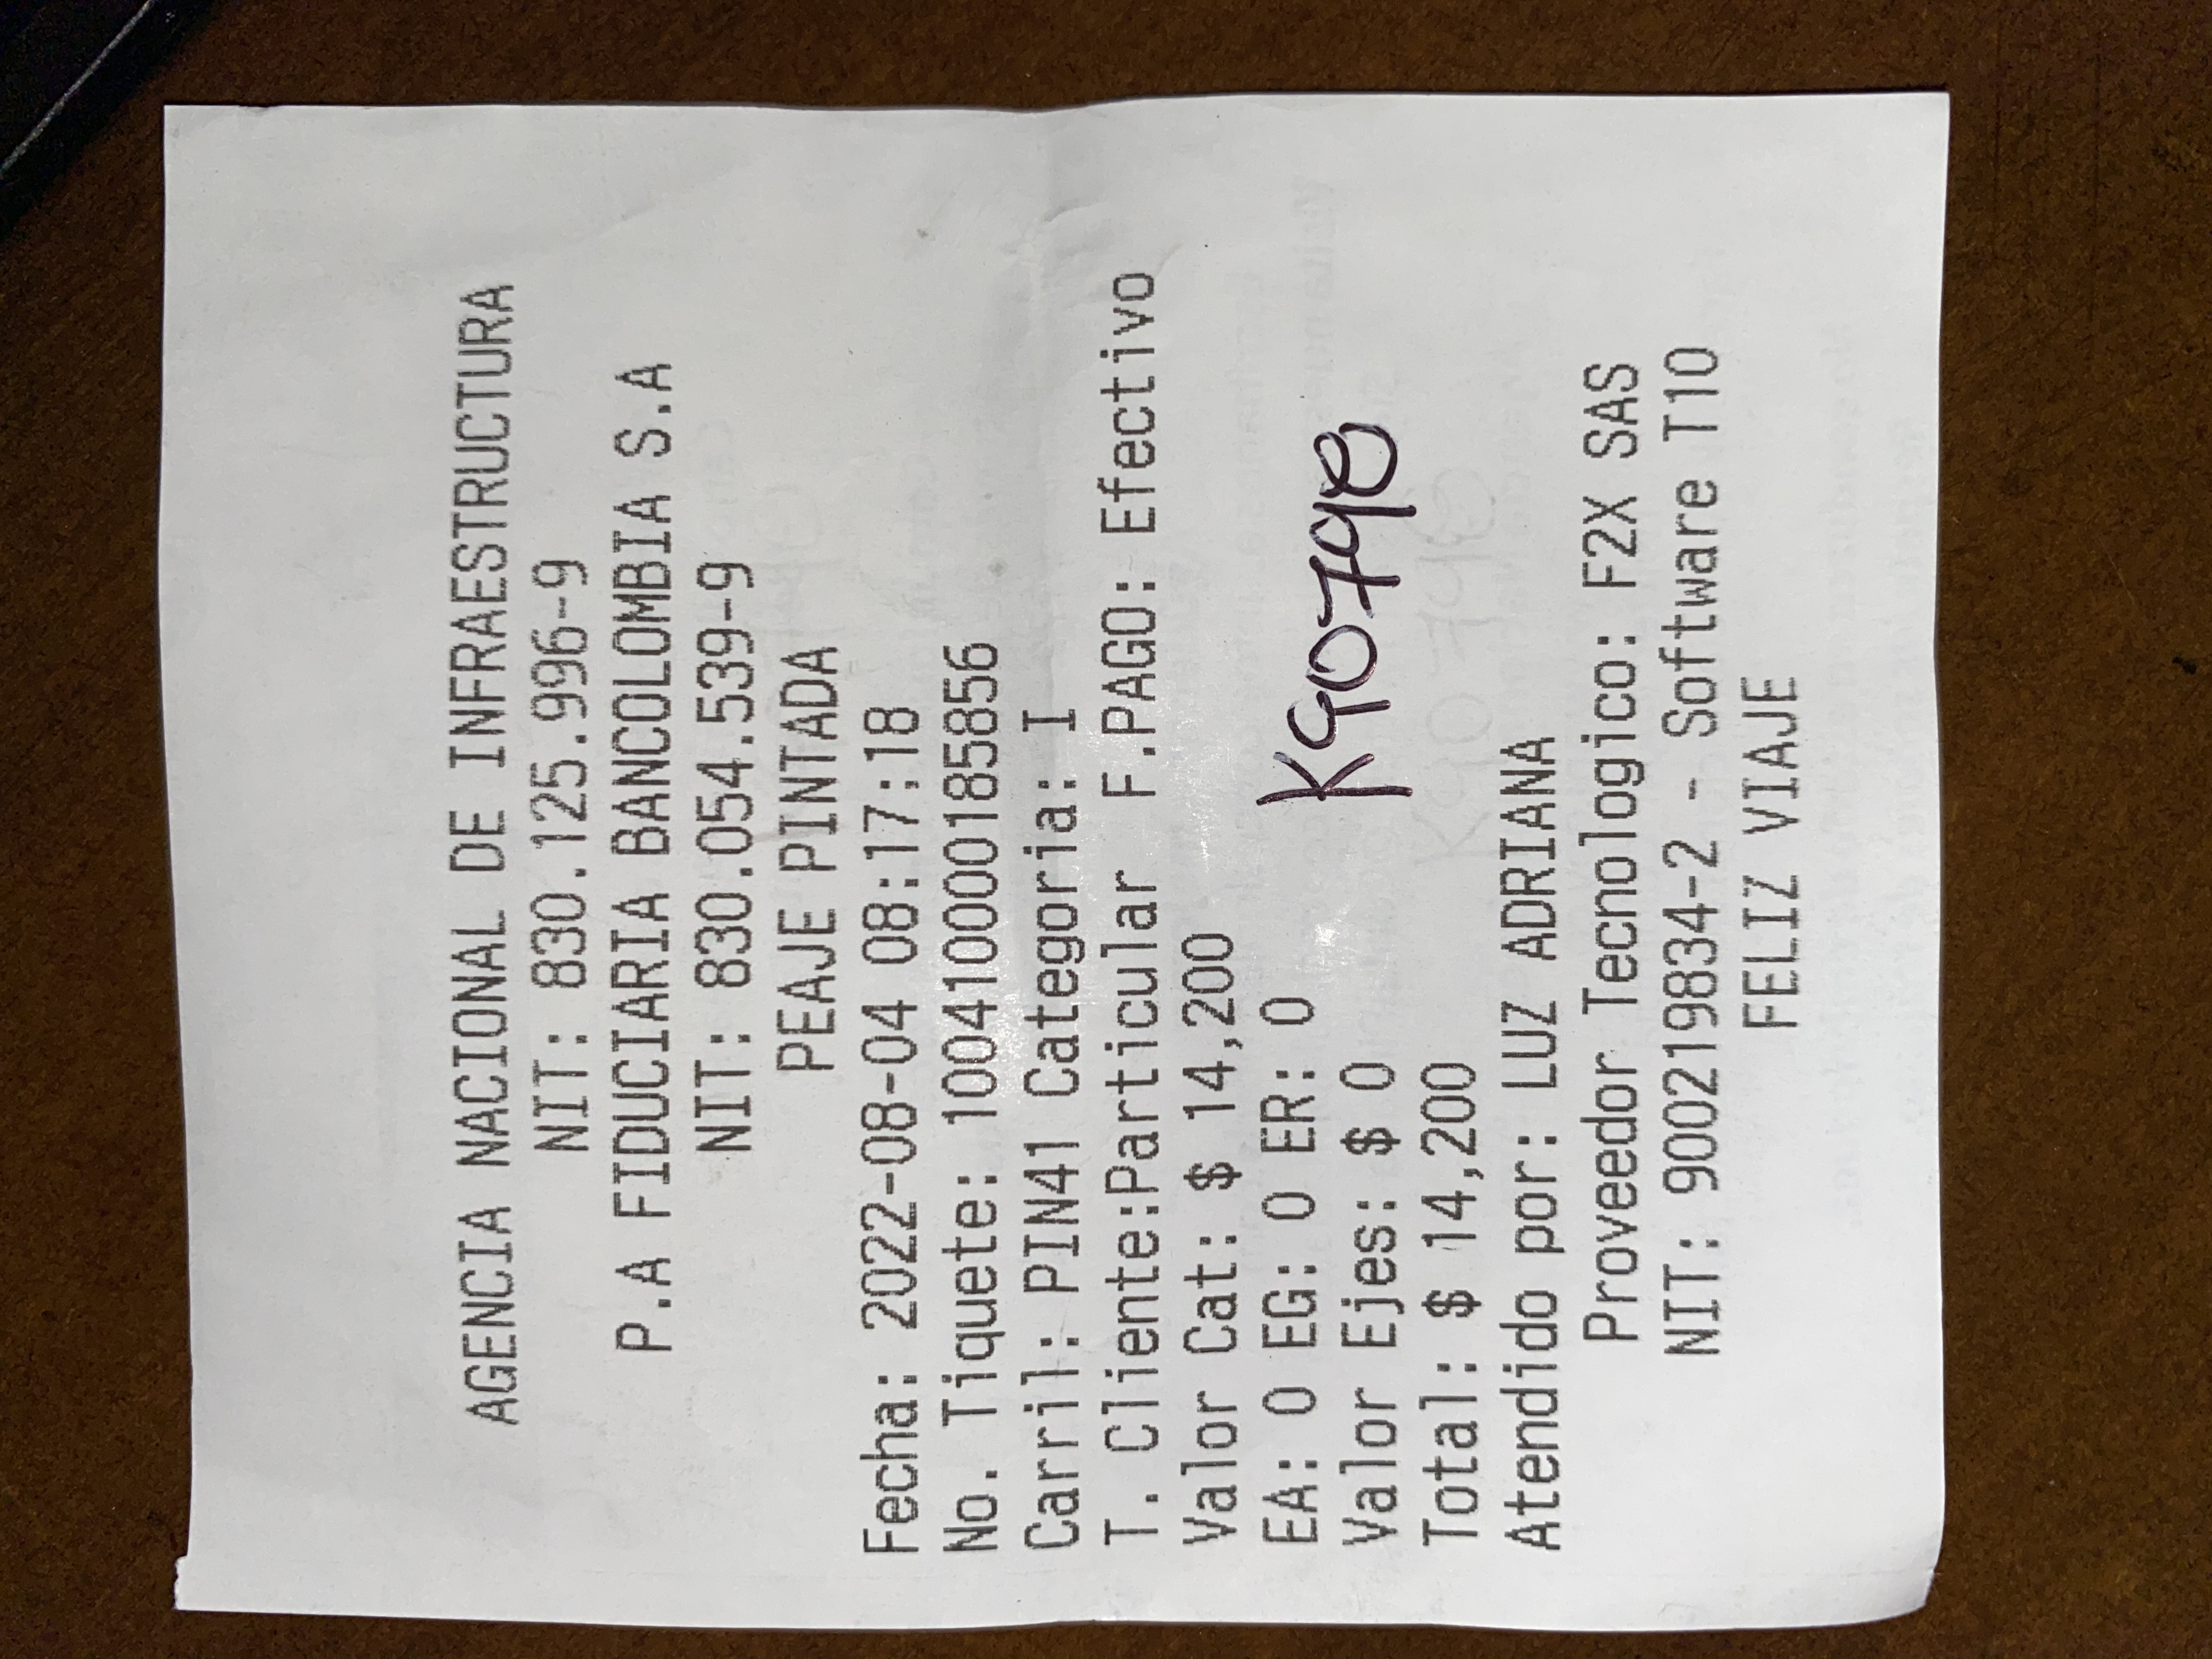 AGENCIA NACIONAL DE INFRAESTRUCTURA
NIT: 830.125.996-9
P.A FIDUCIARIA BANCOLOMBIA S.A
NIT: 830.054.539-9
PEAJE PINTADA
Fecha: 2022-08-04 08:17:18
No. Tiquete: 10041000018​5856
Carril: PIN41 Categoria: I
T. Cliente:Particular F.PAGO: Efectivo
Valor Cat: $ 14,200
EA: 0 EG: 0 ER: 0
Valor Ejes: $ 0
Total: $ 14,200
Atendido por: LUZ ADRIANA
Proveedor Tecnologico: F2X SAS
NIT: 900219834-2 - Software T10
FELIZ VIAJE